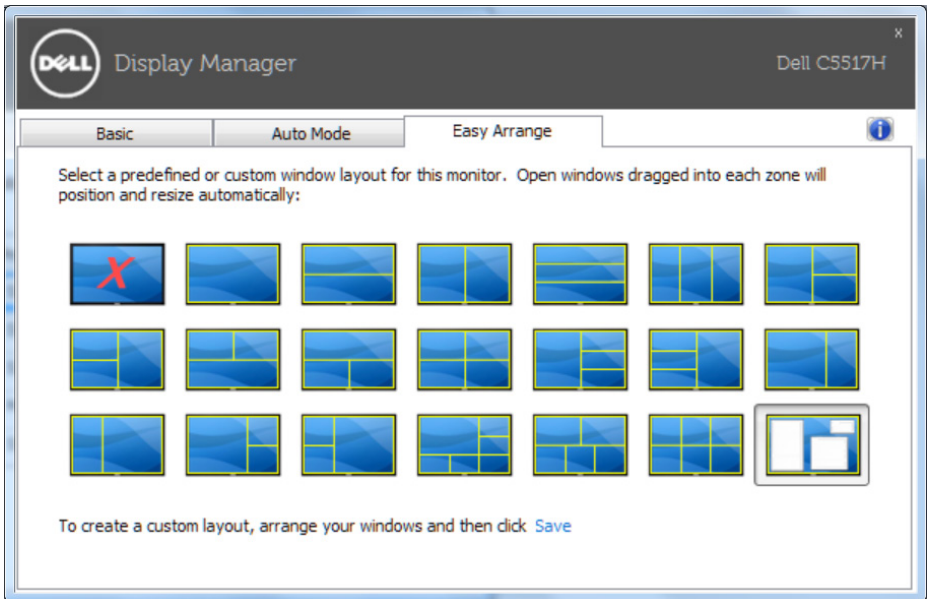 x
DELL
Display Manager
Dell C5517H
Basic
Auto Mode
Easy Arrange
i
Select a predefined or custom window layout for this monitor. Open windows dragged into each zone will
position and resize automatically:
X
To create a custom layout, arrange your windows and then click Save